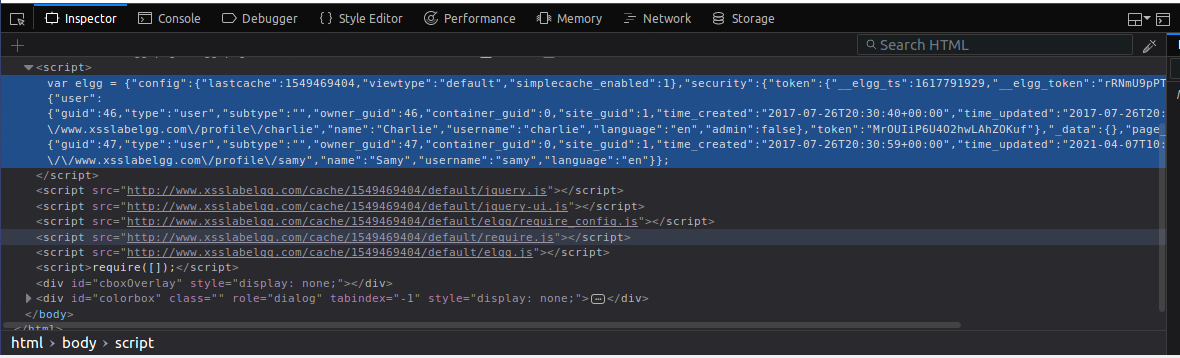 Inspector Console Debugger {} Style Editor Performance Memory Network Storage
+ Search HTML
<script>
var elgg = {"config":{"lastcache":1549469404,"viewtype":"default","simplecache_enabled":1},"security":{"token":{"__elgg_ts":1617791929,"__elgg_token":"rRNmU9pPT
{"user":
{"guid":46,"type":"user","subtype":"","owner_guid":46,"container_guid":0,"site_guid":1,"time_created":"2017-07-26T20:30:40+00:00","time_updated":"2017-07-26T20:
\/www.xsslabelgg.com\/profile\/charlie","name":"Charlie","username":"charlie","language":"en","admin":false},"token":"MrOUIiP6U4O2hwLAhZOKuf"},"_data":{},"page_
{"guid":47,"type":"user","subtype":"","owner_guid":47,"container_guid":0,"site_guid":1,"time_created":"2017-07-26T20:30:59+00:00","time_updated":"2021-04-07T10:
\/\/www.xsslabelgg.com\/profile\/samy","name":"Samy","username":"samy","language":"en"}};
</script>
<script src="http://www.xsslabelgg.com/cache/1549469404/default/jquery.js"></script>
<script src="http://www.xsslabelgg.com/cache/1549469404/default/jquery-ui.js"></script>
<script src="http://www.xsslabelgg.com/cache/1549469404/default/elgg/require_config.js"></script>
<script src="http://www.xsslabelgg.com/cache/1549469404/default/require.js"></script>
<script src="http://www.xsslabelgg.com/cache/1549469404/default/elgg.js"></script>
<script>require([]);</script>
<div id="cboxOverlay" style="display: none;"></div>
<div id="colorbox" class="" role="dialog" tabindex="-1" style="display: none;">⋯</div>
</body>
</html>
html › body › script